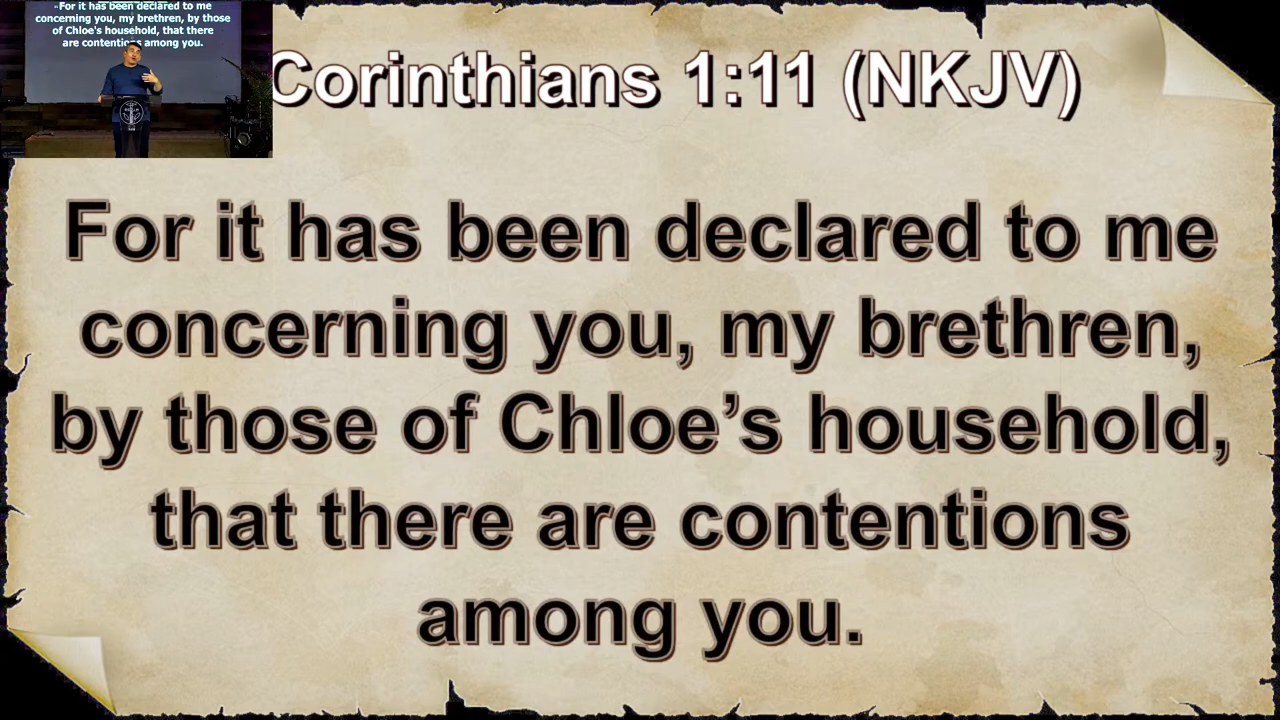 -For it has been declared to me
concerning you, my brethren, by those
of Chloe's household, that there
are contentions among you.
Corinthians 1:11 (NKJV)
For it has been declared to me
concerning you, my brethren,
by those of Chloe’s household,
that there are contentions
among you.